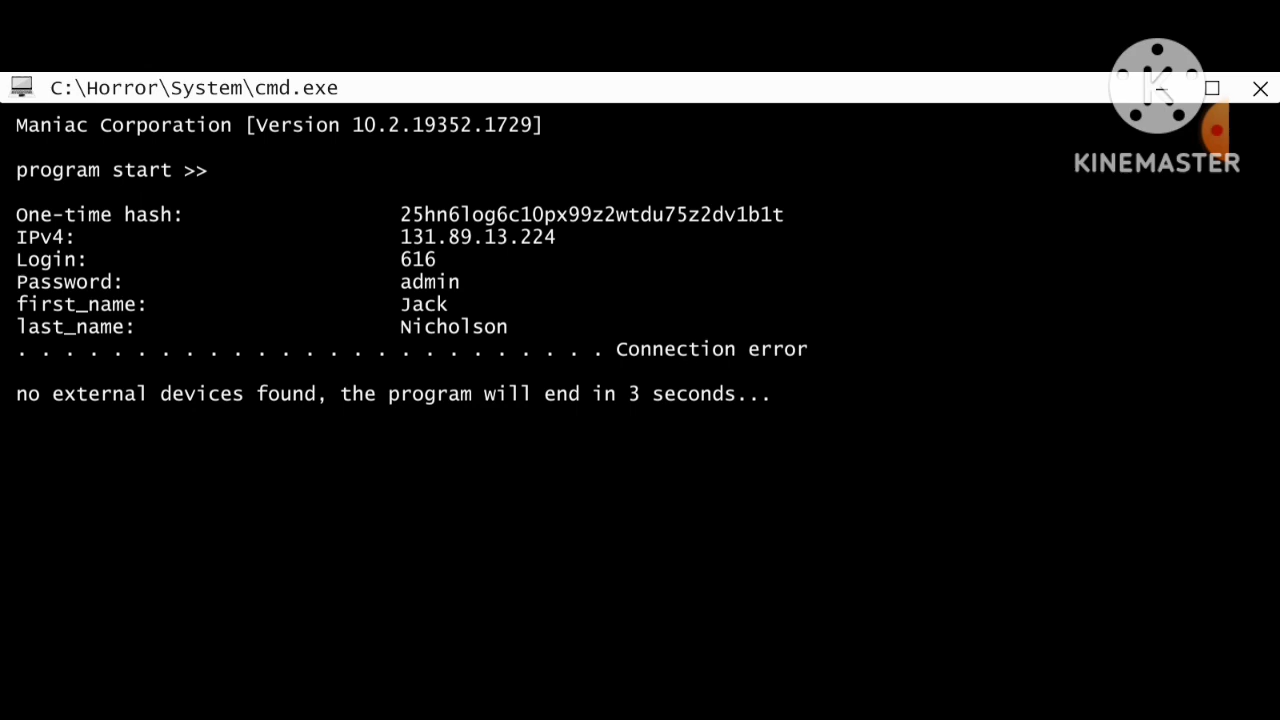 C:\Horror\System\cmd.exe
KINEMASTER
Maniac Corporation [Version 10.2.19352.1729]
program start >>
One-time hash: 25hn6log6c10px99z2wtdu75z2dv1b1t
IPv4: 131.89.13.224
Login: 616
Password: admin
first_name: Jack
last_name: Nicholson
. . . . . . . . . . . . . . . . . . . . . . . . . Connection error
no external devices found, the program will end in 3 seconds...